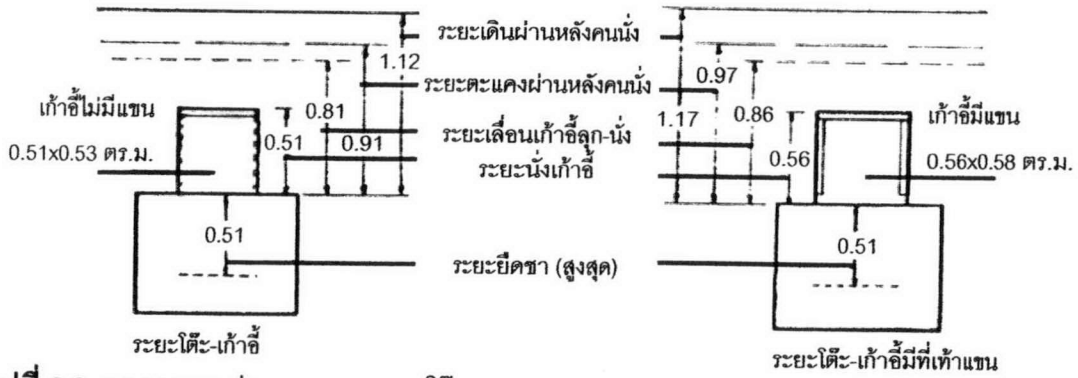 ระยะเดินผ่านหลังคนนั่ง
1.12
0.97
ระยะตะแคงผ่านหลังคนนั่ง
เก้าอี้ไม่มีแขน
0.81
0.86
เก้าอี้มีแขน
1.17
0.51
0.91
ระยะเลื่อนเก้าอี้ลุก-นั่ง
0.51x0.53 ตร.ม.
ระยะนั่งเก้าอี้
0.56
0.56x0.58 ตร.ม.
0.51
0.51
ระยะยืดขา (สูงสุด)
ระยะโต๊ะ-เก้าอี้
ระยะโต๊ะ-เก้าอี้มีที่เท้าแขน